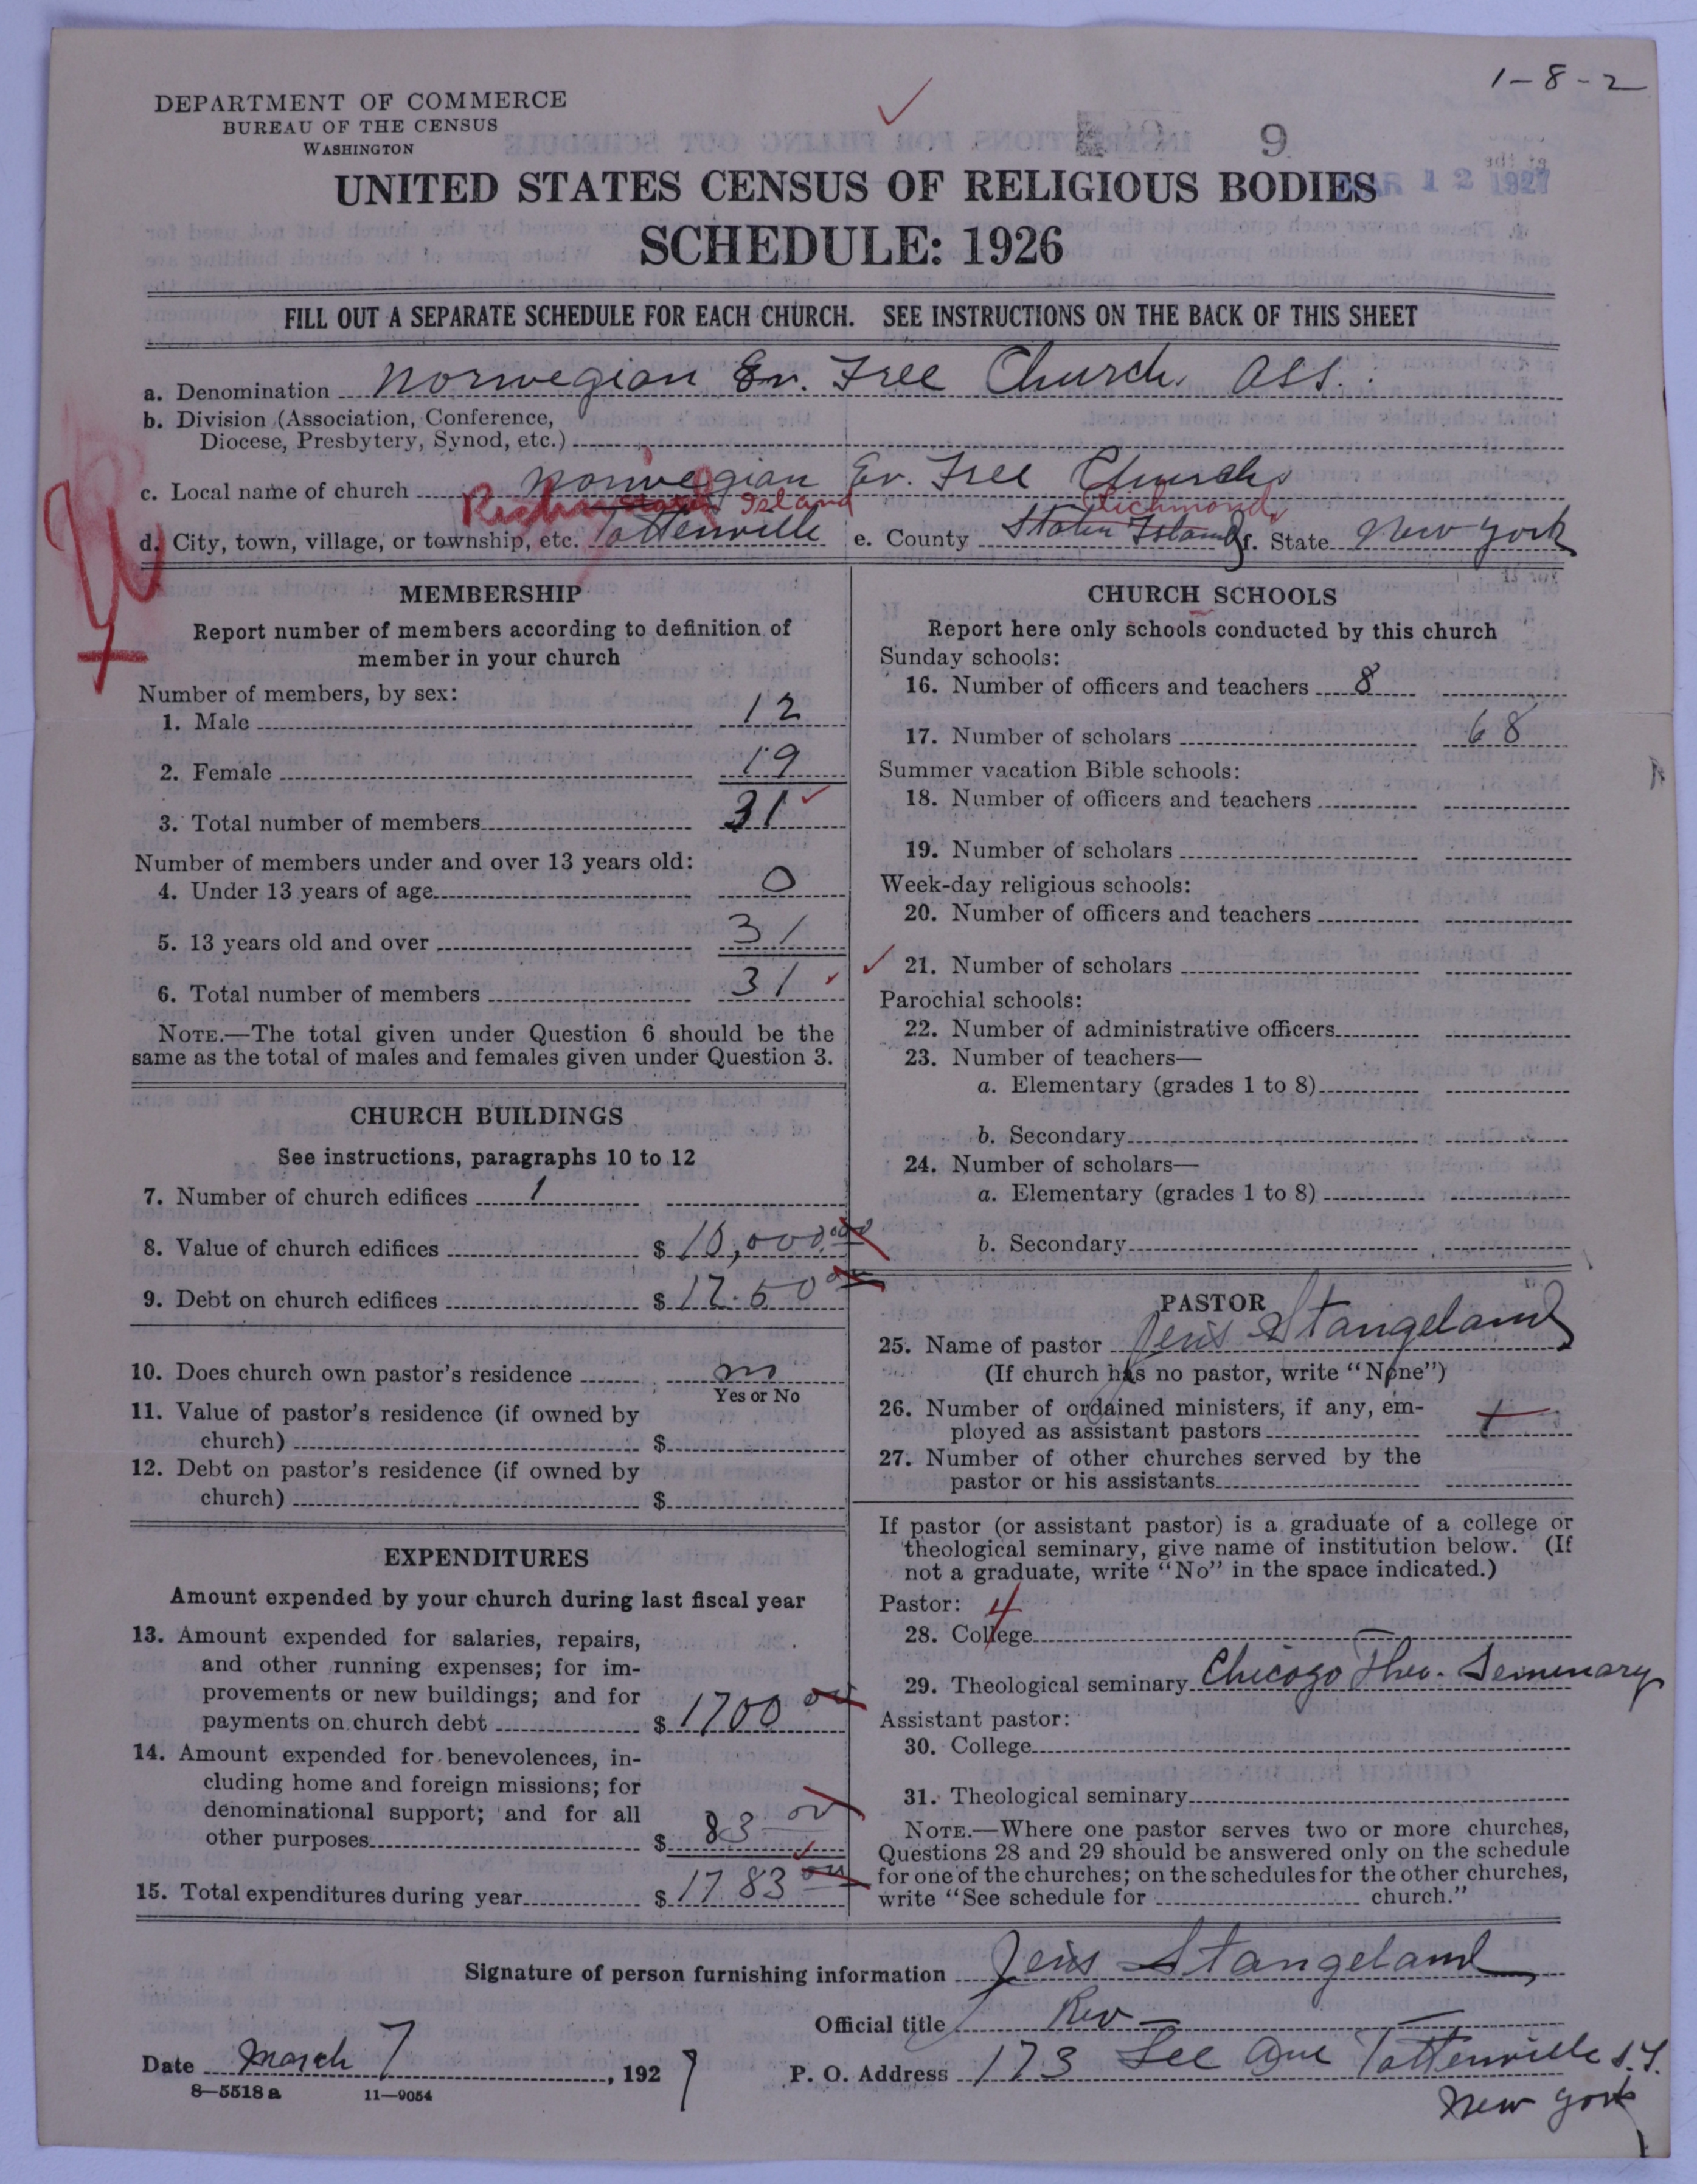 1-8-2
DEPARTMENT OF COMMERCE
BUREAU OF THE CENSUS
WASHINGTON
9
MAR 12 1927
UNITED STATES CENSUS OF RELIGIOUS BODIES
SCHEDULE: 1926
FILL OUT A SEPARATE SCHEDULE FOR EACH CHURCH. SEE INSTRUCTIONS ON THE BACK OF THIS SHEET
a. Denomination Norwegian Ev. Free Church Ass.
b. Division (Association, Conference,
Diocese, Presbytery, Synod, etc.)
c. Local name of church Norwegian Ev. Free Church
Island Richmond
d. City, town, village, or township, etc. Tottenville e. County Staten Island f. State New York
MEMBERSHIP
Report number of members according to definition of
member in your church
Number of members, by sex:
1. Male 12
2. Female 19
3. Total number of members 31
Number of members under and over 13 years old:
4. Under 13 years of age 0
5. 13 years old and over 31
6. Total number of members 31
NOTE.—The total given under Question 6 should be the
same as the total of males and females given under Question 3.
CHURCH BUILDINGS
See instructions, paragraphs 10 to 12
7. Number of church edifices 1
8. Value of church edifices $ 10,000.00
9. Debt on church edifices $ 17.50 00
10. Does church own pastor's residence no
Yes or No
11. Value of pastor's residence (if owned by
church) $
12. Debt on pastor's residence (if owned by
church) $
EXPENDITURES
Amount expended by your church during last fiscal year
13. Amount expended for salaries, repairs,
and other running expenses; for im-
provements or new buildings; and for
payments on church debt $ 1700 00
14. Amount expended for benevolences, in-
cluding home and foreign missions; for
denominational support; and for all
other purposes $ 83 00
15. Total expenditures during year $ 1783 00
CHURCH SCHOOLS
Report here only schools conducted by this church
Sunday schools:
16. Number of officers and teachers 8
17. Number of scholars 68
Summer vacation Bible schools:
18. Number of officers and teachers
19. Number of scholars
Week-day religious schools:
20. Number of officers and teachers
21. Number of scholars
Parochial schools:
22. Number of administrative officers
23. Number of teachers—
a. Elementary (grades 1 to 8)
b. Secondary
24. Number of scholars—
a. Elementary (grades 1 to 8)
b. Secondary
PASTOR
25. Name of pastor Jens Stangeland
(If church has no pastor, write "None")
26. Number of ordained ministers, if any, em-
ployed as assistant pastors
27. Number of other churches served by the
pastor or his assistants
If pastor (or assistant pastor) is a graduate of a college or
theological seminary, give name of institution below. (If
not a graduate, write "No" in the space indicated.)
Pastor: 4
28. College
29. Theological seminary Chicago Theo. Seminary
Assistant pastor:
30. College
31. Theological seminary
NOTE.—Where one pastor serves two or more churches,
Questions 28 and 29 should be answered only on the schedule
for one of the churches; on the schedules for the other churches,
write "See schedule for church."
Signature of person furnishing information Jens Stangeland
Official title Rev
Date March 7, 1927 P. O. Address 173 Lee Ave Tottenville S.I.
New York
8—5518 a 11—9054